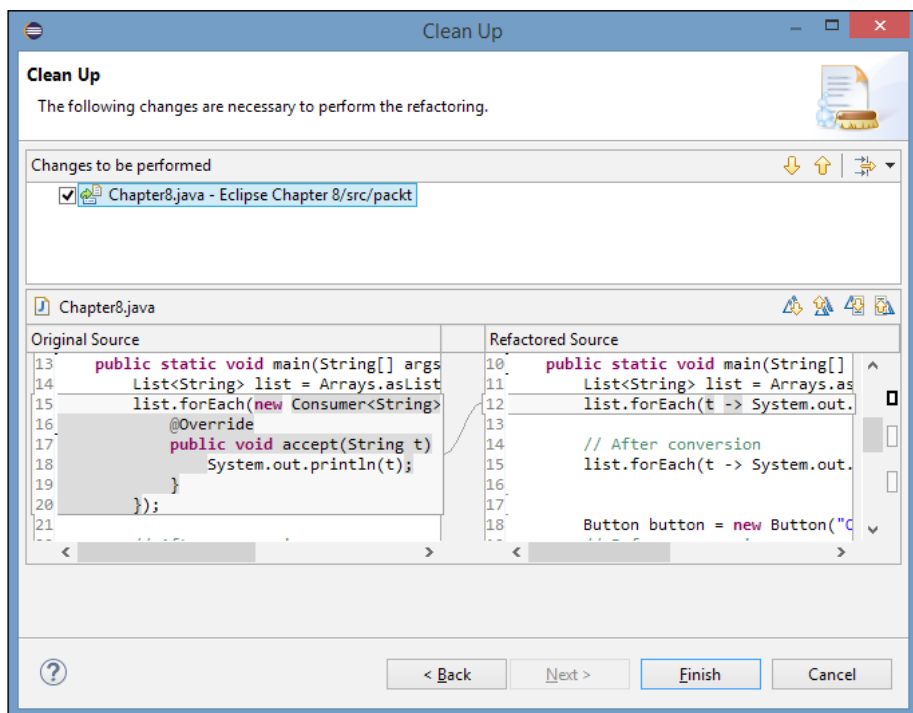 Clean Up
Clean Up
The following changes are necessary to perform the refactoring.
Changes to be performed
Chapter8.java - Eclipse Chapter 8/src/packt
Chapter8.java
Original Source
13 public static void main(String[] args
14 List<String> list = Arrays.asList
15 list.forEach(new Consumer<String>
16 @Override
17 public void accept(String t)
18 System.out.println(t);
19 }
20 });
21
Refactored Source
10 public static void main(String[]
11 List<String> list = Arrays.as
12 list.forEach(t -> System.out.
13
14 // After conversion
15 list.forEach(t -> System.out.
16
17
18 Button button = new Button("C
< Back
Next >
Finish
Cancel